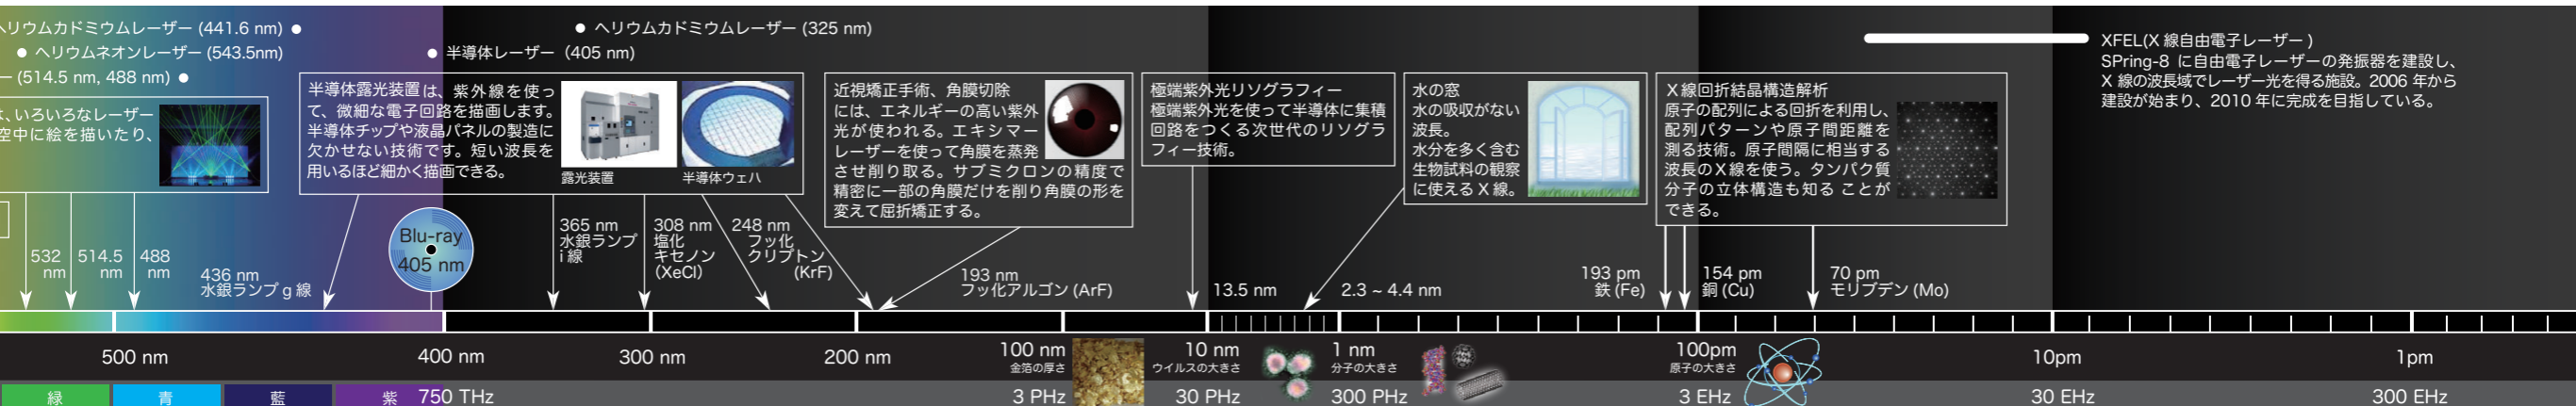 ヘリウムカドミウムレーザー (441.6 nm) ●
● ヘリウムネオンレーザー (543.5nm)
ー (514.5 nm, 488 nm) ●
● ヘリウムカドミウムレーザー (325 nm)
● 半導体レーザー (405 nm)
は、いろいろなレーザー
空中に絵を描いたり、
半導体露光装置は、紫外線を使っ
て、微細な電子回路を描画します。
半導体チップや液晶パネルの製造に
欠かせない技術です。短い波長を
用いるほど細かく描画できる。
露光装置
半導体ウェハ
近視矯正手術、角膜切除
には、エネルギーの高い紫外
光が使われる。エキシマー
レーザーを使って角膜を蒸発
させ削り取る。サブミクロンの精度で
精密に一部の角膜だけを削り角膜の形を
変えて屈折矯正する。
極端紫外光リソグラフィー
極端紫外光を使って半導体に集積
回路をつくる次世代のリソグラ
フィー技術。
水の窓
水の吸収がない
波長。
水分を多く含む
生物試料の観察
に使えるX線。
X線回折結晶構造解析
原子の配列による回折を利用し、
配列パターンや原子間距離を
測る技術。原子間隔に相当する
波長のX線を使う。タンパク質
分子の立体構造も知る ことが
できる。
XFEL(X 線自由電子レーザー )
SPring-8 に自由電子レーザーの発振器を建設し、
X 線の波長域でレーザー光を得る施設。2006 年から
建設が始まり、2010 年に完成を目指している。
532
nm
514.5
nm
488
nm
436 nm
水銀ランプ g 線
Blu-ray
405 nm
365 nm
水銀ランプ
i 線
308 nm
塩化
キセノン
(XeCl)
248 nm
フッ化
クリプトン
(KrF)
193 nm
フッ化アルゴン (ArF)
13.5 nm
2.3 ~ 4.4 nm
193 pm
鉄 (Fe)
154 pm
銅 (Cu)
70 pm
モリブデン (Mo)
500 nm
400 nm
300 nm
200 nm
100 nm
金箔の厚さ
10 nm
ウイルスの大きさ
1 nm
分子の大きさ
100pm
原子の大きさ
10pm
1pm
緑
青
藍
紫
750 THz
3 PHz
30 PHz
300 PHz
3 EHz
30 EHz
300 EHz